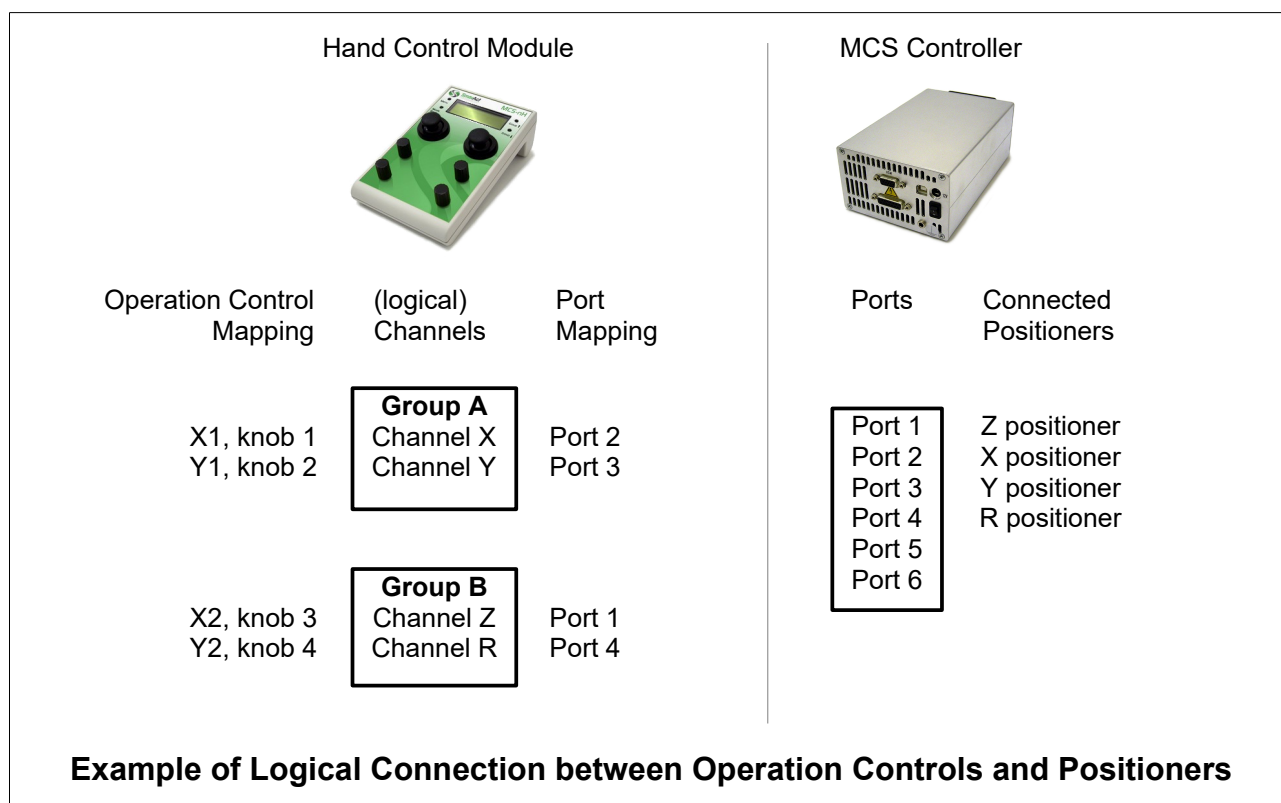 Hand Control Module
MCS Controller
SmarAct
MCS-nH
Operation Control
Mapping
(logical)
Channels
Port
Mapping
Ports
Connected
Positioners
Group A
X1, knob 1 Channel X Port 2
Y1, knob 2 Channel Y Port 3
Group B
X2, knob 3 Channel Z Port 1
Y2, knob 4 Channel R Port 4
Port 1 Z positioner
Port 2 X positioner
Port 3 Y positioner
Port 4 R positioner
Port 5
Port 6
Example of Logical Connection between Operation Controls and Positioners